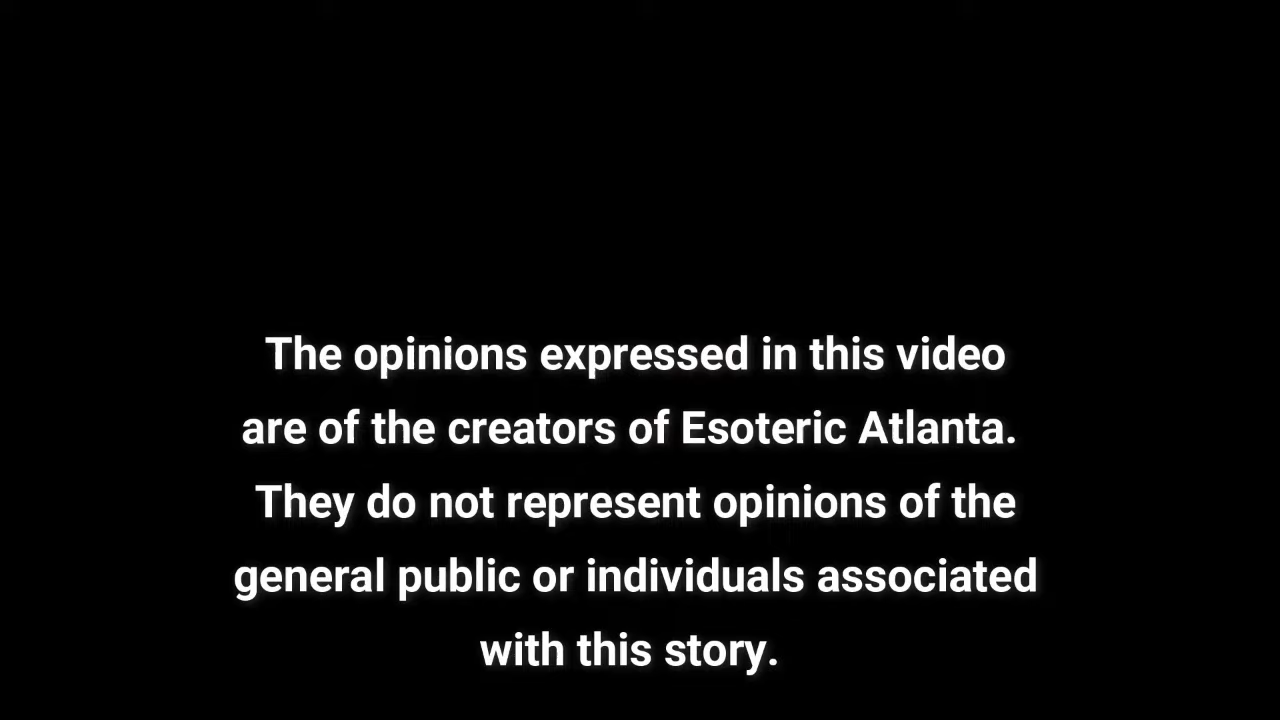 The opinions expressed in this video
are of the creators of Esoteric Atlanta.
They do not represent opinions of the
general public or individuals associated
with this story.